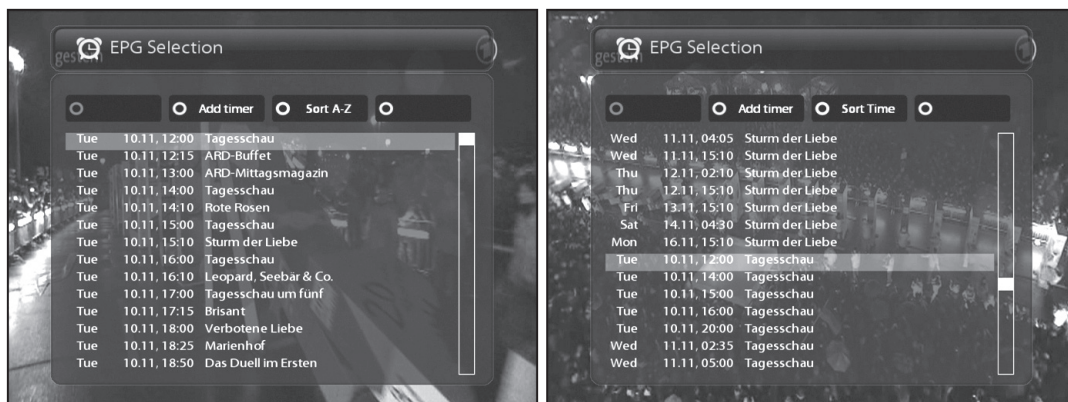 EPG Selection
gestern
Add timer Sort A-Z
Tue 10.11, 12:00 Tagesschau
Tue 10.11, 12:15 ARD-Buffet
Tue 10.11, 13:00 ARD-Mittagsmagazin
Tue 10.11, 14:00 Tagesschau
Tue 10.11, 14:10 Rote Rosen
Tue 10.11, 15:00 Tagesschau
Tue 10.11, 15:10 Sturm der Liebe
Tue 10.11, 16:00 Tagesschau
Tue 10.11, 16:10 Leopard, Seebär & Co.
Tue 10.11, 17:00 Tagesschau um fünf
Tue 10.11, 17:15 Brisant
Tue 10.11, 18:00 Verbotene Liebe
Tue 10.11, 18:25 Marienhof
Tue 10.11, 18:50 Das Duell im Ersten
EPG Selection
gestern
Add timer Sort Time
Wed 11.11, 04:05 Sturm der Liebe
Wed 11.11, 15:10 Sturm der Liebe
Thu 12.11, 02:10 Sturm der Liebe
Thu 12.11, 15:10 Sturm der Liebe
Fri 13.11, 15:10 Sturm der Liebe
Sat 14.11, 04:30 Sturm der Liebe
Mon 16.11, 15:10 Sturm der Liebe
Tue 10.11, 12:00 Tagesschau
Tue 10.11, 14:00 Tagesschau
Tue 10.11, 15:00 Tagesschau
Tue 10.11, 16:00 Tagesschau
Tue 10.11, 20:00 Tagesschau
Wed 11.11, 02:35 Tagesschau
Wed 11.11, 05:00 Tagesschau